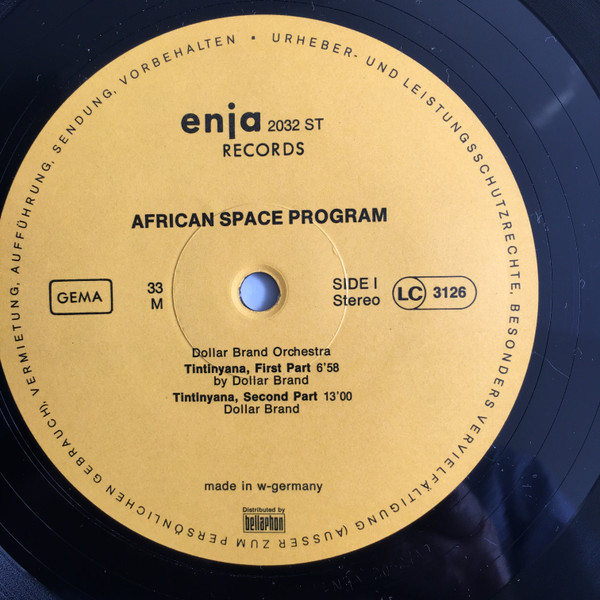 URHEBER- UND LEISTUNGSSCHUTZRECHTE, BESONDERS VERVIELFÄLTIGUNG (AUSSER ZUM PERSÖNLICHEN GEBRAUCH), VERMIETUNG, AUFFÜHRUNG, SENDUNG, VORBEHALTEN •
enja 2032 ST
RECORDS
AFRICAN SPACE PROGRAM
GEMA
33
M
SIDE I
Stereo
LC 3126
Dollar Brand Orchestra
Tintinyana, First Part 6'58
by Dollar Brand
Tintinyana, Second Part 13'00
Dollar Brand
made in w-germany
Distributed by
bellaphon